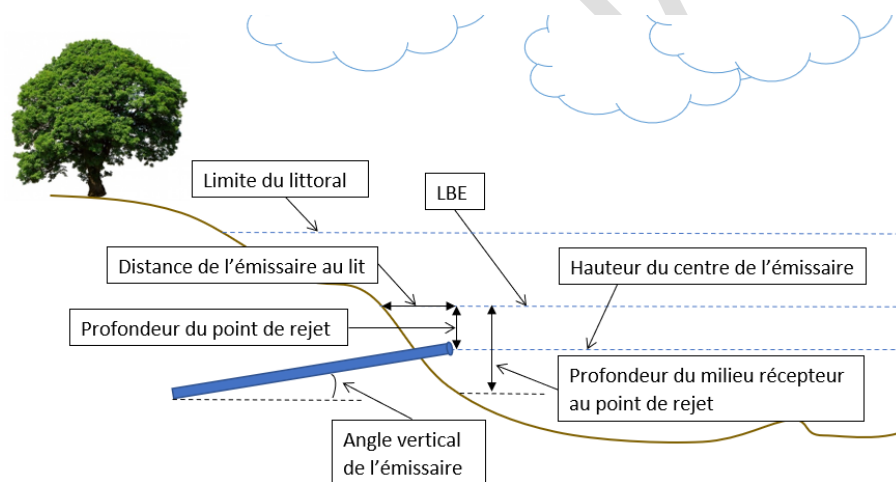 Limite du littoral
LBE
Distance de l'émissaire au lit
Hauteur du centre de l'émissaire
Profondeur du point de rejet
Profondeur du milieu récepteur
au point de rejet
Angle vertical
de l'émissaire